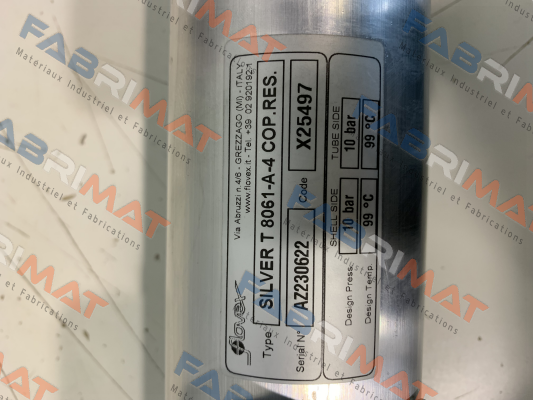 flovex
Via Abruzzi n.4/6 - GREZZAGO (MI) - ITALY
www.flovex.it - Tel. +39 02 920192.1
Type
SILVER T 8061-A-4 COP.RES.
Serial N°
AZ230622
Code
X25497
SHELL SIDE
TUBE SIDE
Design Press.
10 bar
10 bar
Design Temp.
99 °C
99 °C
FABRIMAT
Materiaux Industriel et Fabrications